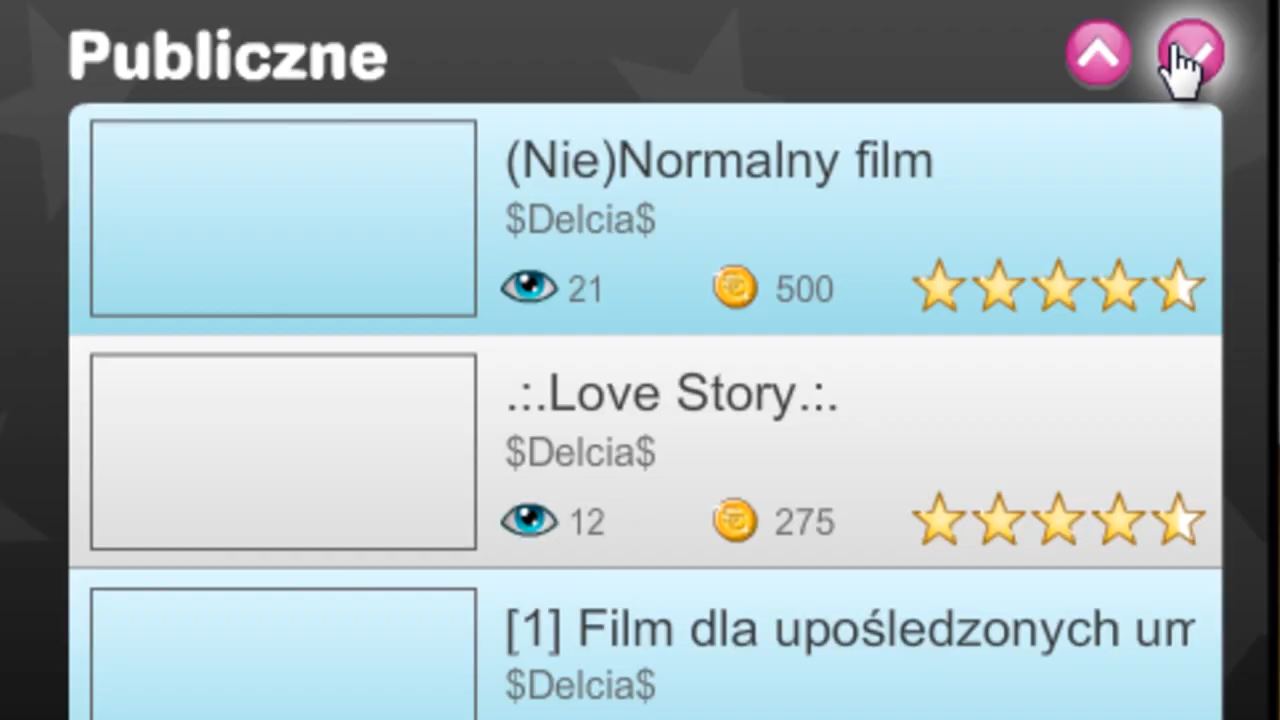 Publiczne
(Nie)Normalny film
$Delcia$
21 500
.:.Love Story.:.
$Delcia$
12 275
[1] Film dla upośledzonych
$Delcia$